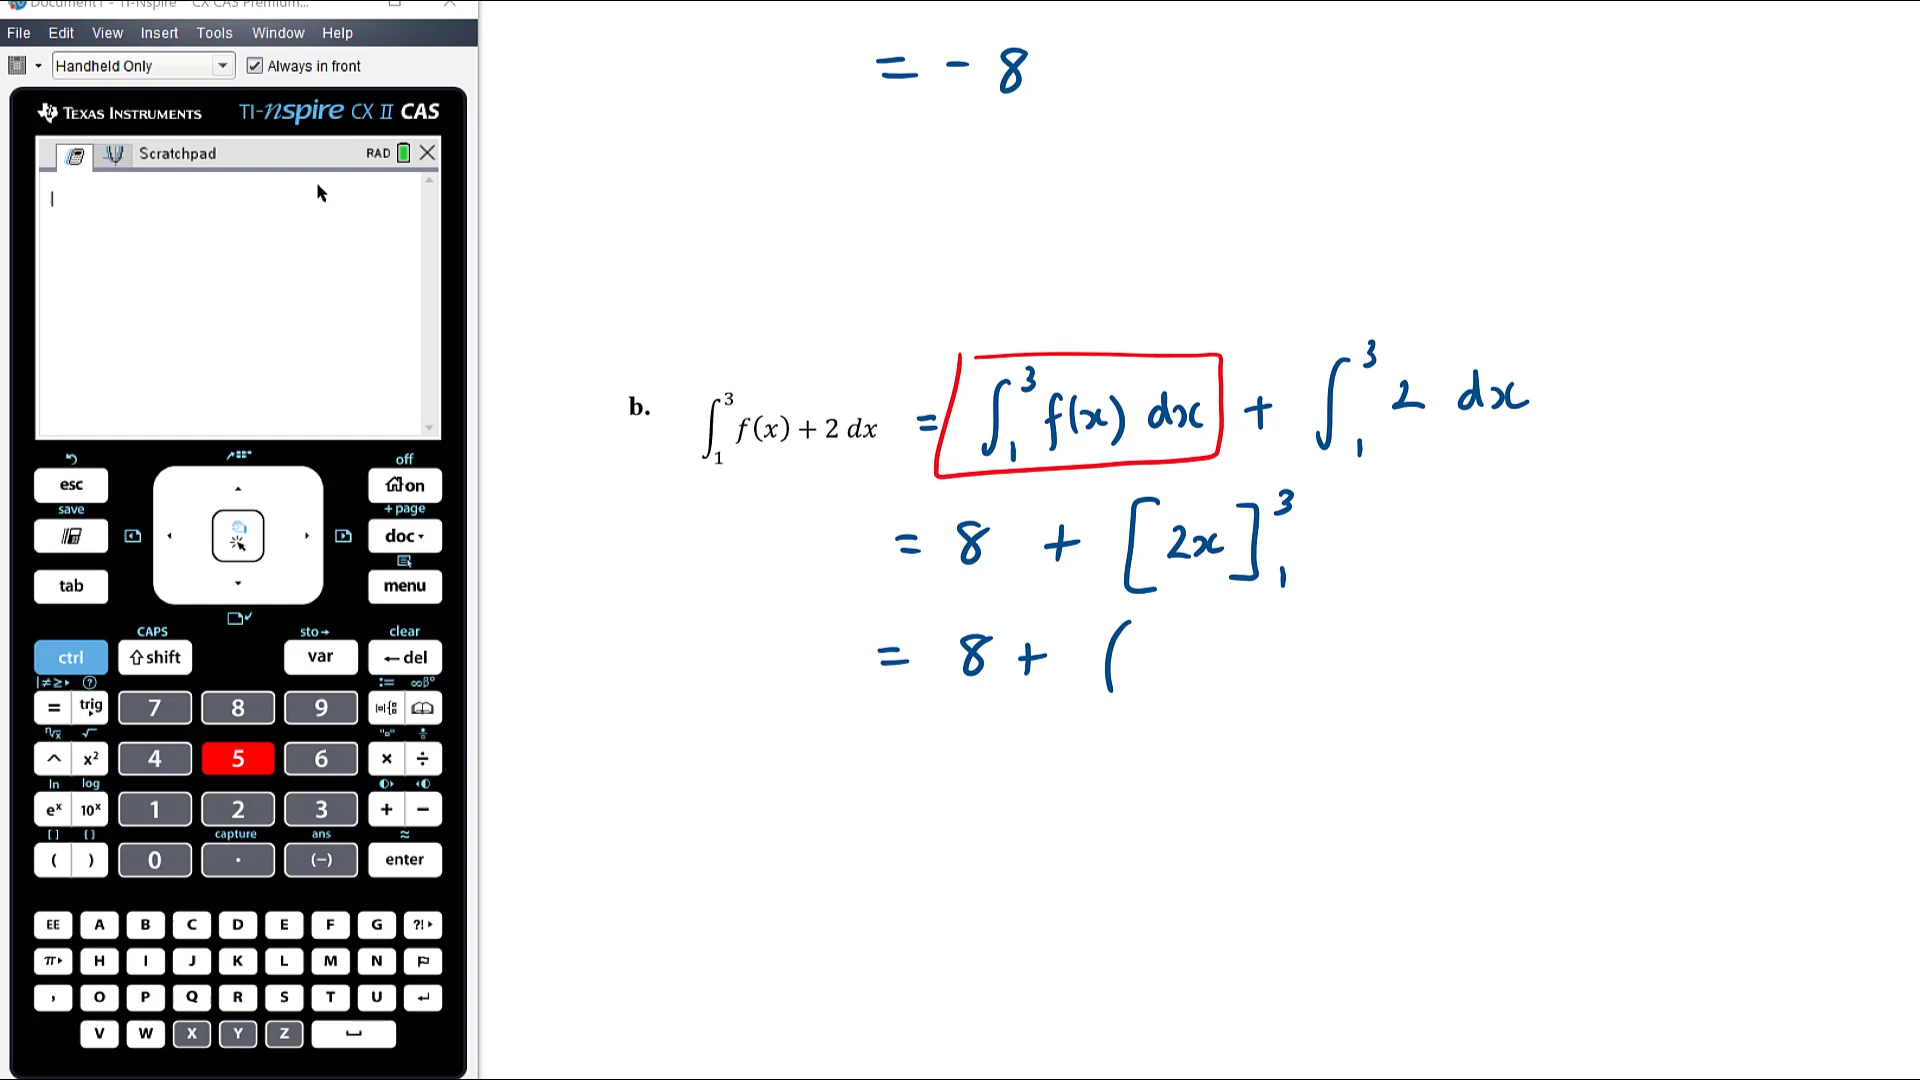 Document1 - TI-Nspire™ CX CAS Premium...
File Edit View Insert Tools Window Help
Handheld Only Always in front
TEXAS INSTRUMENTS TI-nspire CX II CAS
Scratchpad RAD
off
esc on
save + page
doc
tab menu
CAPS sto→ clear
ctrl ⇧shift var ←del
|≠≥▸ ? := ∞β°
= trig 7 8 9
ⁿ√x √ "▫"
^ x² 4 5 6 × ÷
ln log
eˣ 10ˣ 1 2 3 + −
[ ] { } capture ans ≈
( ) 0 . (−) enter
EE A B C D E F G ?!▸
π▸ H I J K L M N
, O P Q R S T U ↵
V W X Y Z
= - 8
b. ∫₁³ f(x) + 2 dx = ∫₁³ f(x) dx + ∫₁³ 2 dx
= 8 + [2x]₁³
= 8 + (